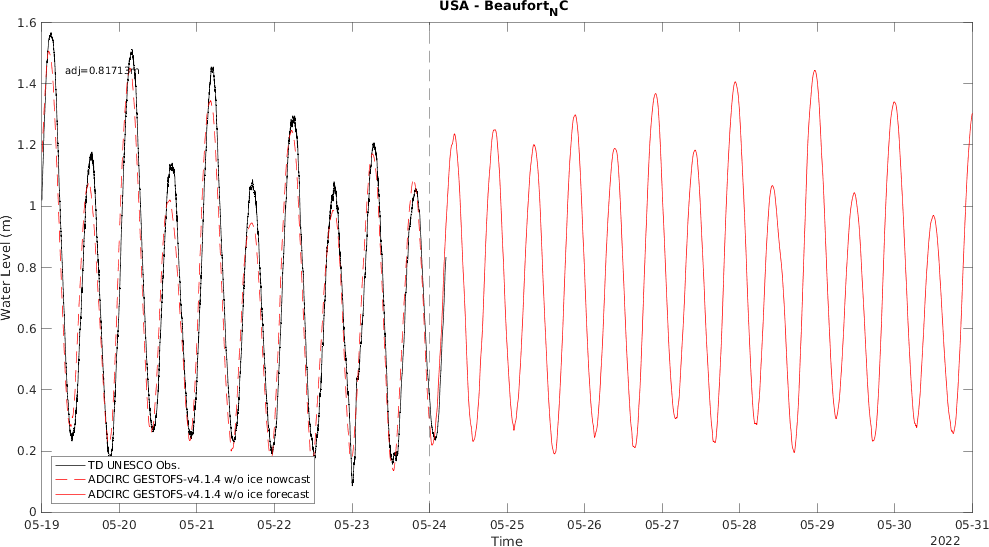 USA - Beaufort_NC
1.6
adj=0.81713m
1.4
1.2
1
0.8
0.6
0.4
0.2
0
Water Level (m)
TD UNESCO Obs.
ADCIRC GESTOFS-v4.1.4 w/o ice nowcast
ADCIRC GESTOFS-v4.1.4 w/o ice forecast
05-19 05-20 05-21 05-22 05-23 05-24 05-25 05-26 05-27 05-28 05-29 05-30 05-31
Time
2022